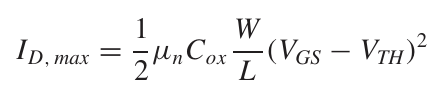 I_{D, max} = \frac{1}{2} \mu_n C_{ox} \frac{W}{L} (V_{GS} - V_{TH})^2